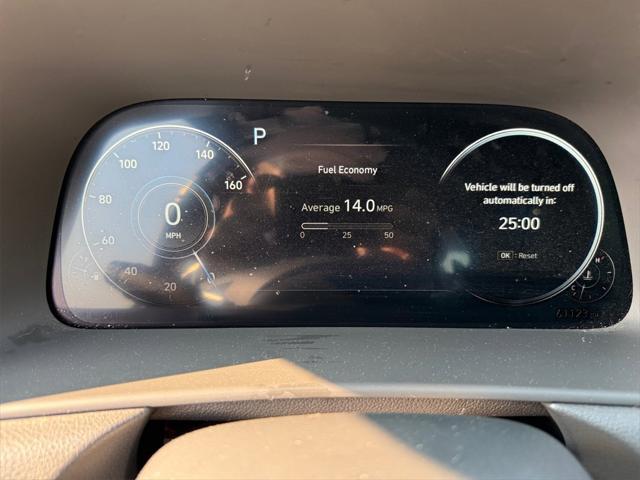 P
120
100
140
80
160
60
40
20
0
0
MPH
Fuel Economy
Average 14.0 MPG
0 25 50
Vehicle will be turned off
automatically in:
25:00
OK : Reset
H
C